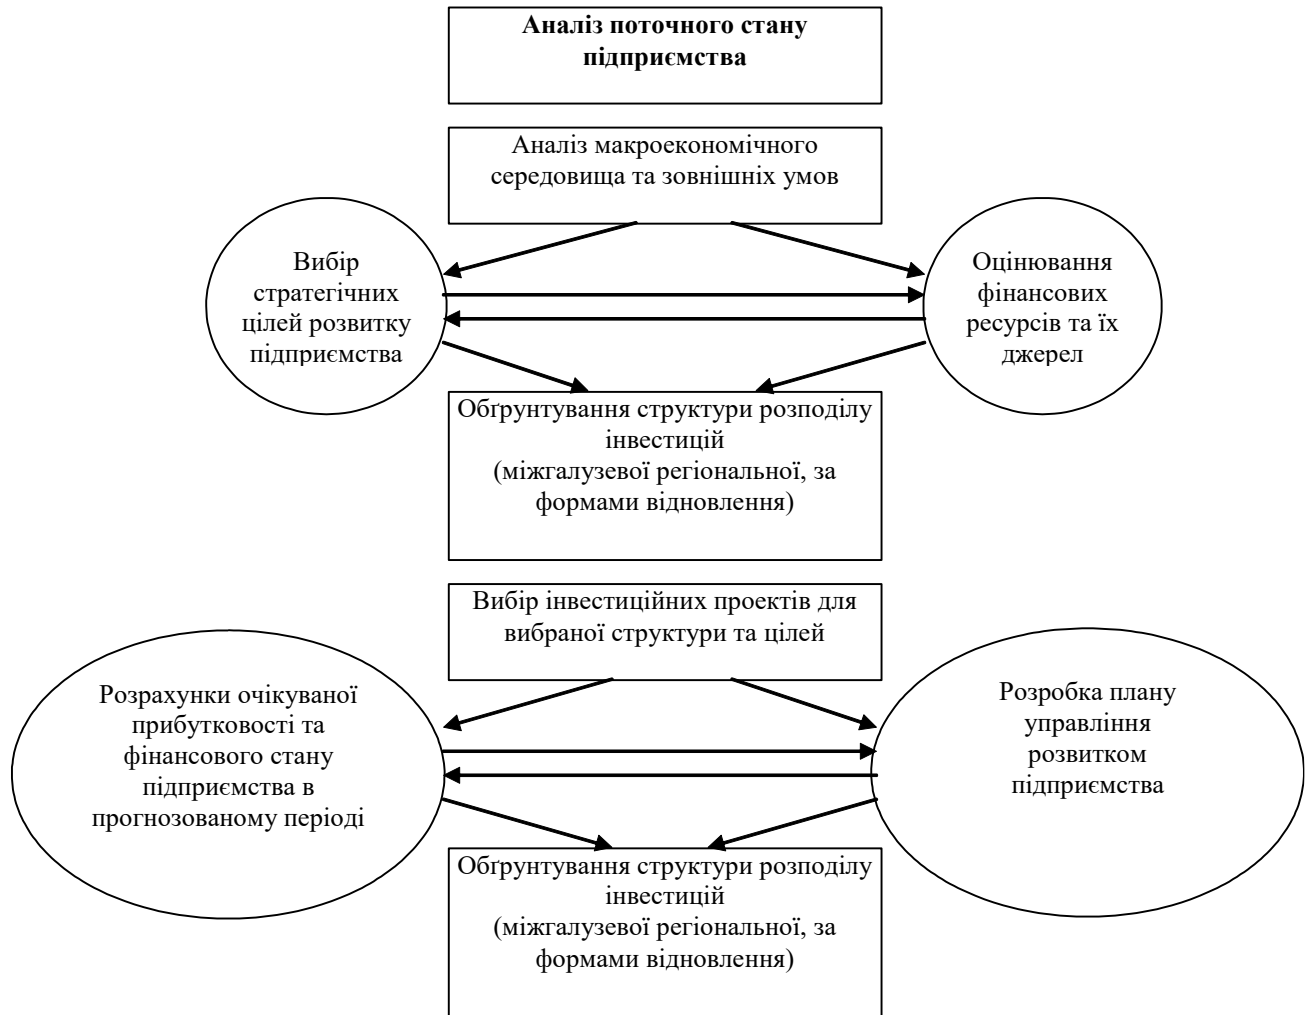 Аналіз поточного стану
підприємства
Аналіз макроекономічного
середовища та зовнішніх умов
Вибір
стратегічних
цілей розвитку
підприємства
Оцінювання
фінансових
ресурсів та їх
джерел
Обґрунтування структури розподілу
інвестицій
(міжгалузевої регіональної, за
формами відновлення)
Вибір інвестиційних проектів для
вибраної структури та цілей
Розрахунки очікуваної
прибутковості та
фінансового стану
підприємства в
прогнозованому періоді
Розробка плану
управління
розвитком
підприємства
Обґрунтування структури розподілу
інвестицій
(міжгалузевої регіональної, за
формами відновлення)